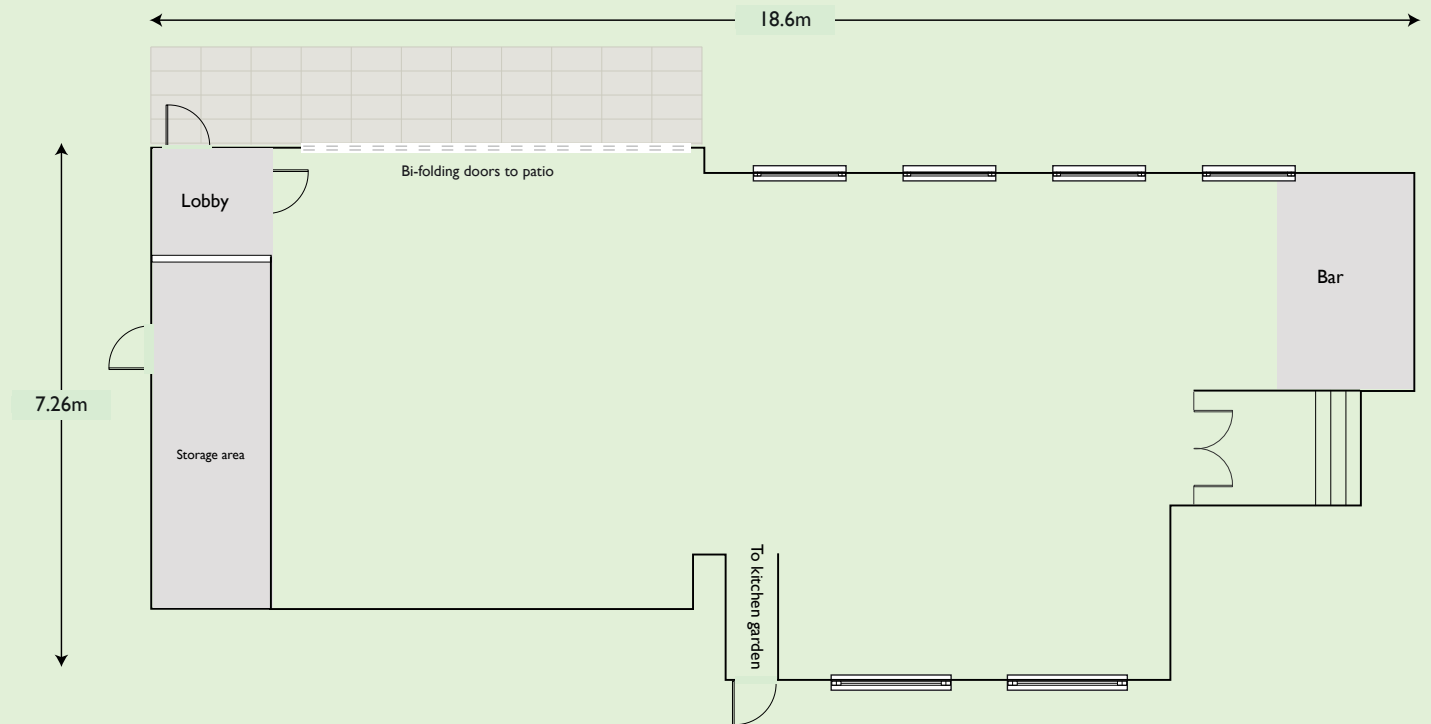 18.6m
Bi-folding doors to patio
Lobby
Bar
7.26m
Storage area
To kitchen garden